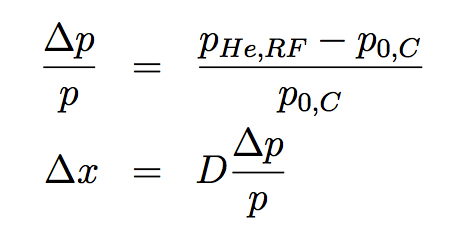 Δp/p = (p_{He,RF} − p_{0,C})/p_{0,C}
Δx = D Δp/p